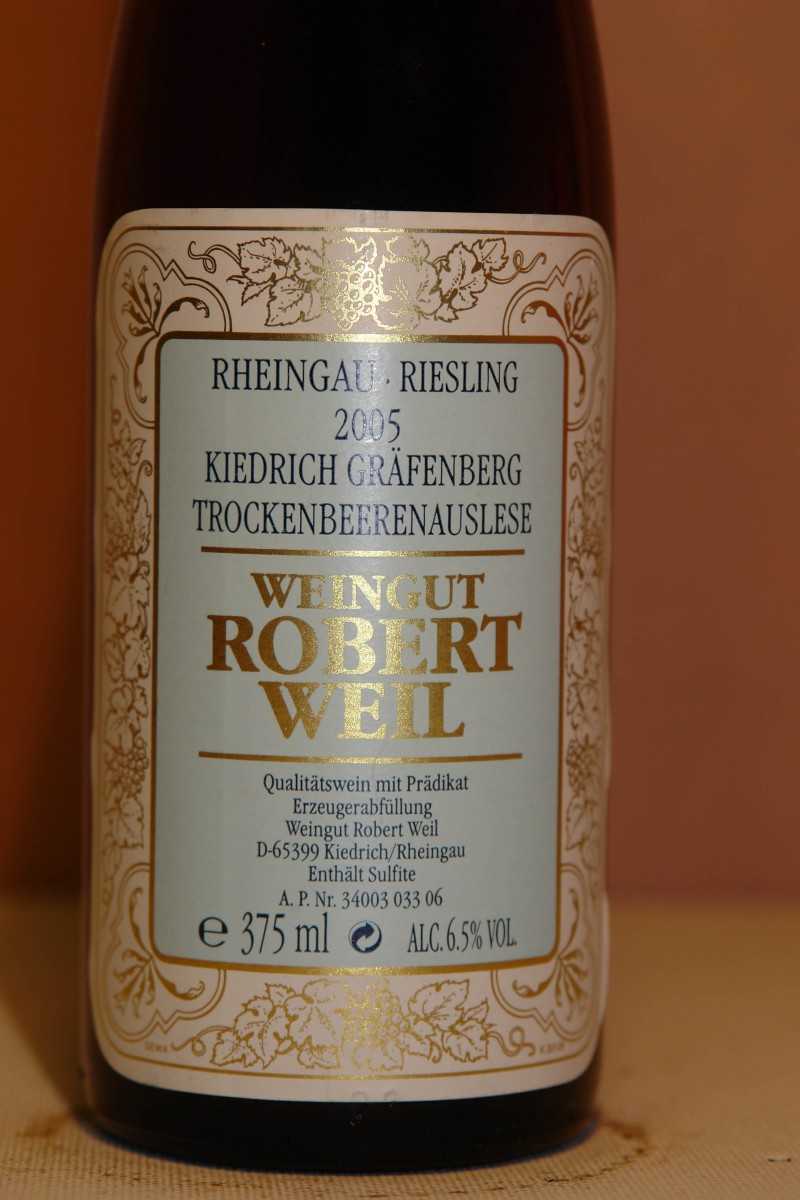 RHEINGAU · RIESLING
2005
KIEDRICH GRÄFENBERG
TROCKENBEERENAUSLESE
WEINGUT
ROBERT
WEIL
Qualitätswein mit Prädikat
Erzeugerabfüllung
Weingut Robert Weil
D-65399 Kiedrich/Rheingau
Enthält Sulfite
A. P. Nr. 34003 033 06
e 375 ml ALC. 6.5% VOL.